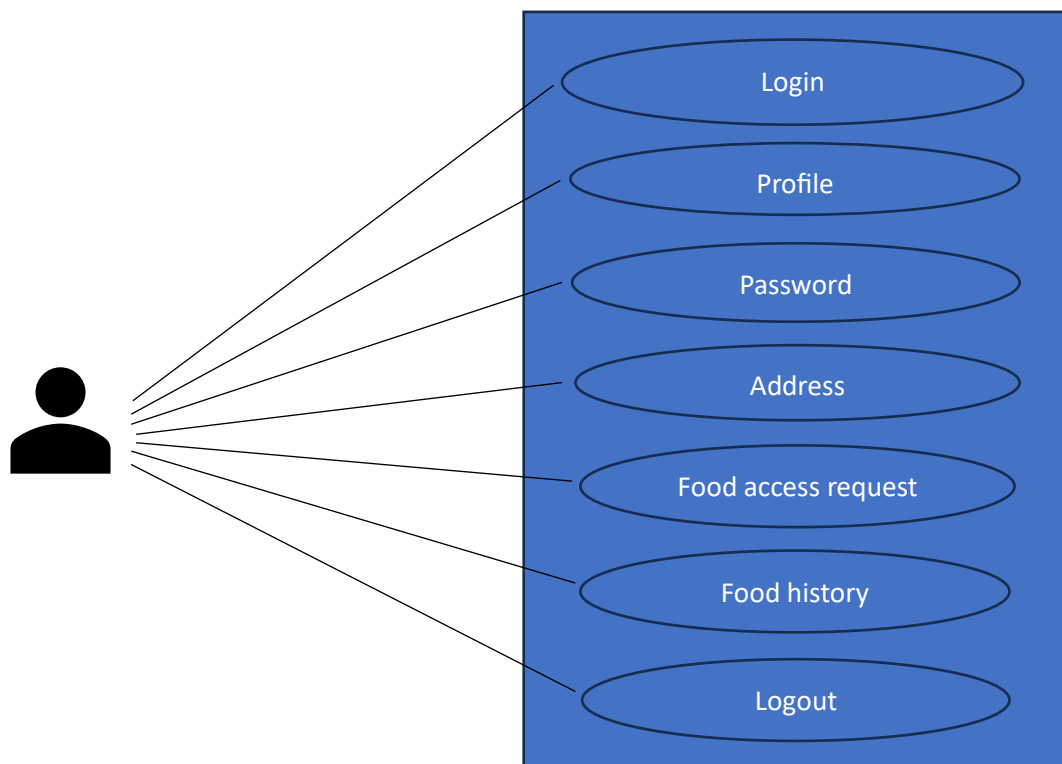 Login
Profile
Password
Address
Food access request
Food history
Logout